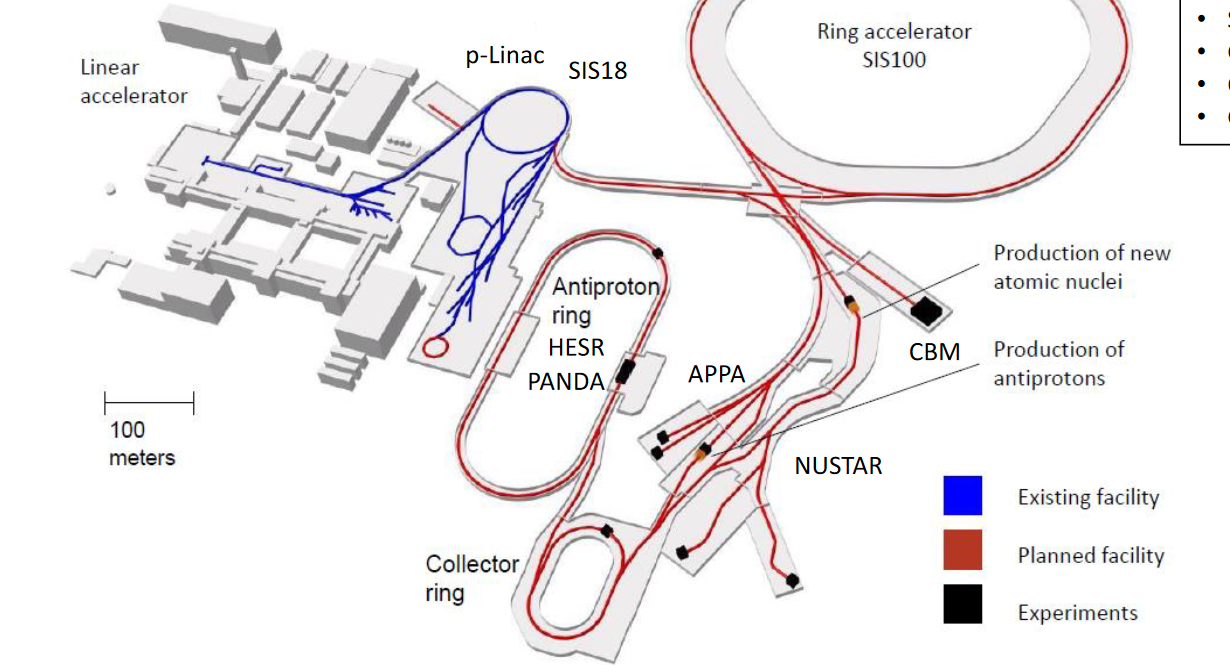 Ring accelerator
SIS100
p-Linac
SIS18
Linear
accelerator
Production of new
atomic nuclei
Antiproton
ring
HESR
PANDA
CBM
Production of
antiprotons
APPA
100
meters
NUSTAR
Existing facility
Planned facility
Experiments
Collector
ring